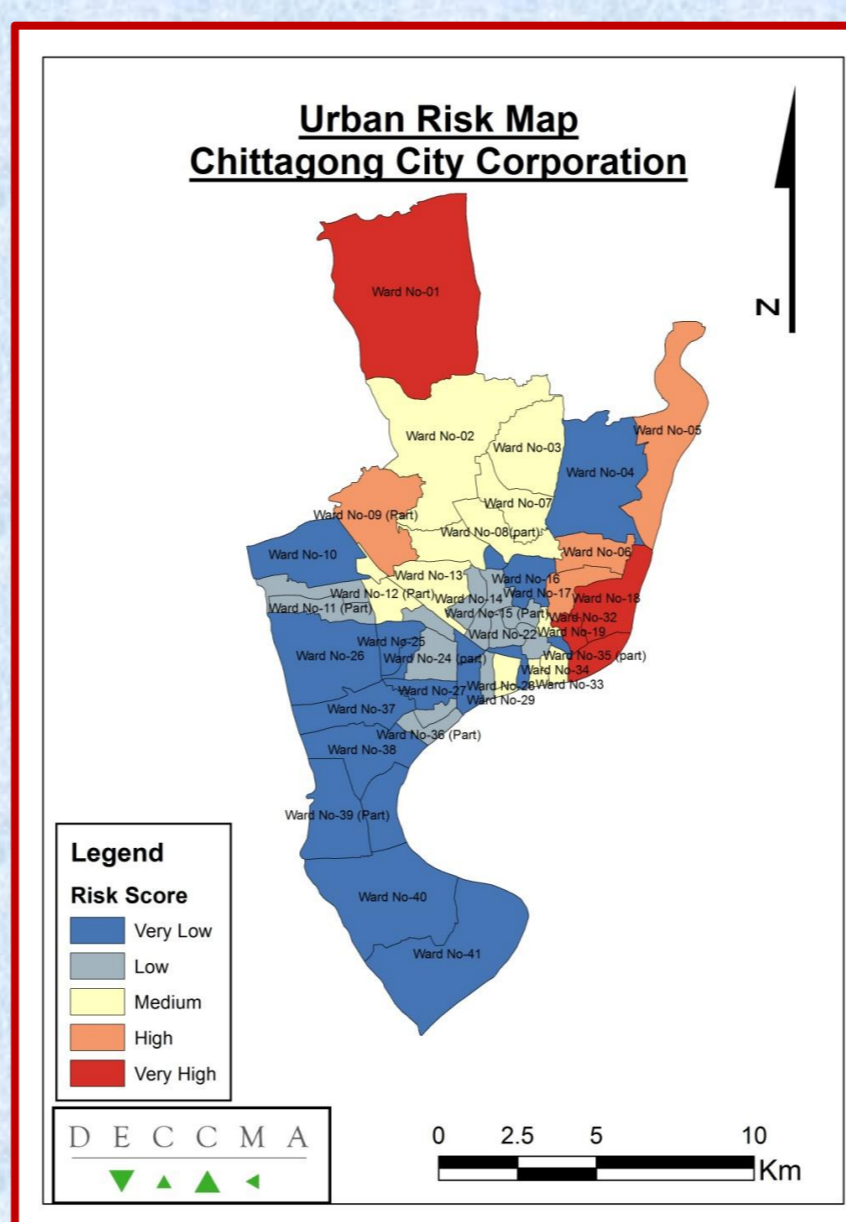 Urban Risk Map
Chittagong City Corporation
N
Ward No-01
Ward No-02
Ward No-03
Ward No-05
Ward No-04
Ward No-07
Ward No-09 (Part)
Ward No-08(part)
Ward No-10
Ward No-06
Ward No-13
Ward No-16
Ward No-12 (Part)
Ward No-17
Ward No-14
Ward No-18
Ward No-11 (Part)
Ward No-15 (Part)
Ward No-32
Ward No-22
Ward No-19
Ward No-25
Ward No-26
Ward No-24 (part)
Ward No-35 (part)
Ward No-34
Ward No-33
Ward No-28
Ward No-27
Ward No-29
Ward No-37
Ward No-36 (Part)
Ward No-38
Ward No-39 (Part)
Ward No-40
Ward No-41
Legend
Risk Score
Very Low
Low
Medium
High
Very High
DECCMA
0 2.5 5 10
Km